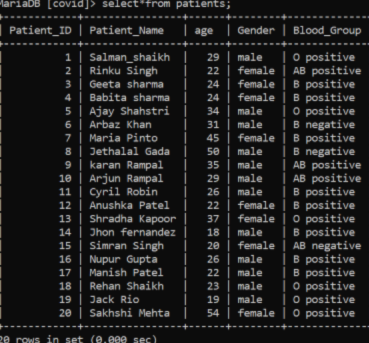 MariaDB [covid]> select*from patients;
| Patient_ID | Patient_Name | age | Gender | Blood_Group
| 1 | Salman_shaikh | 29 | male | O positive
| 2 | Rinku Singh | 22 | female | AB positive
| 3 | Geeta sharma | 24 | female | B positive
| 4 | Babita sharma | 24 | female | B positive
| 5 | Ajay Shahstri | 34 | male | O positive
| 6 | Arbaz Khan | 31 | male | B negative
| 7 | Maria Pinto | 45 | female | B positive
| 8 | Jethalal Gada | 50 | male | B negative
| 9 | karan Rampal | 35 | male | AB positive
| 10 | Arjun Rampal | 29 | male | AB positive
| 11 | Cyril Robin | 26 | male | B positive
| 12 | Anushka Patel | 22 | female | B positive
| 13 | Shradha Kapoor | 37 | female | O positive
| 14 | Jhon fernandez | 18 | male | B positive
| 15 | Simran Singh | 20 | female | AB negative
| 16 | Nupur Gupta | 26 | male | B positive
| 17 | Manish Patel | 22 | male | B positive
| 18 | Rehan Shaikh | 23 | male | O positive
| 19 | Jack Rio | 19 | male | O positive
| 20 | Sakhshi Mehta | 54 | female | O positive
20 rows in set (0.000 sec)